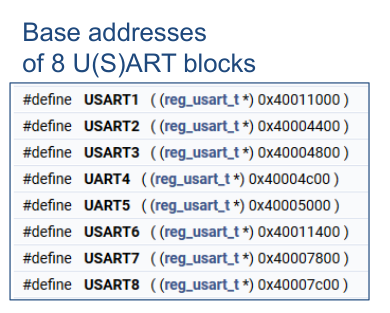 Base addresses
of 8 U(S)ART blocks
#define USART1 ( (reg_usart_t *) 0x40011000 )
#define USART2 ( (reg_usart_t *) 0x40004400 )
#define USART3 ( (reg_usart_t *) 0x40004800 )
#define UART4 ( (reg_usart_t *) 0x40004c00 )
#define UART5 ( (reg_usart_t *) 0x40005000 )
#define USART6 ( (reg_usart_t *) 0x40011400 )
#define USART7 ( (reg_usart_t *) 0x40007800 )
#define USART8 ( (reg_usart_t *) 0x40007c00 )